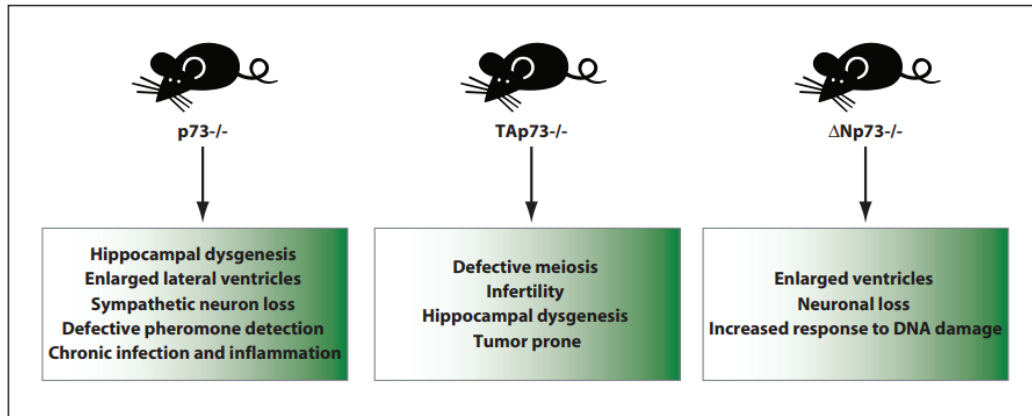 p73-/-
TAp73-/-
ΔNp73-/-
Hippocampal dysgenesis
Enlarged lateral ventricles
Sympathetic neuron loss
Defective pheromone detection
Chronic infection and inflammation
Defective meiosis
Infertility
Hippocampal dysgenesis
Tumor prone
Enlarged ventricles
Neuronal loss
Increased response to DNA damage